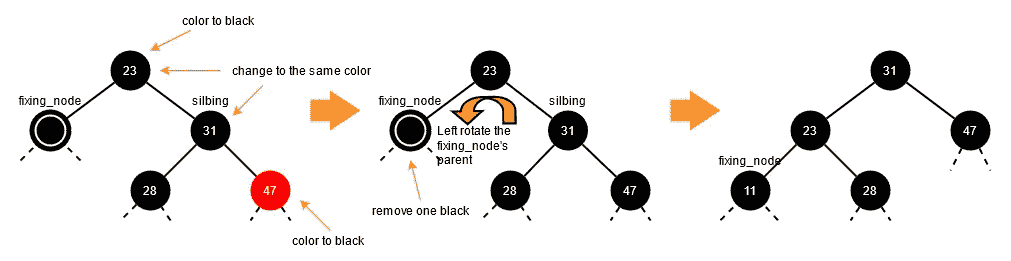 color to black
23
change to the same color
fixing_node
silbing
31
28
47
color to black
23
fixing_node
silbing
Left rotate the
fixing_node's
parent
31
28
47
remove one black
31
23
47
fixing_node
11
28